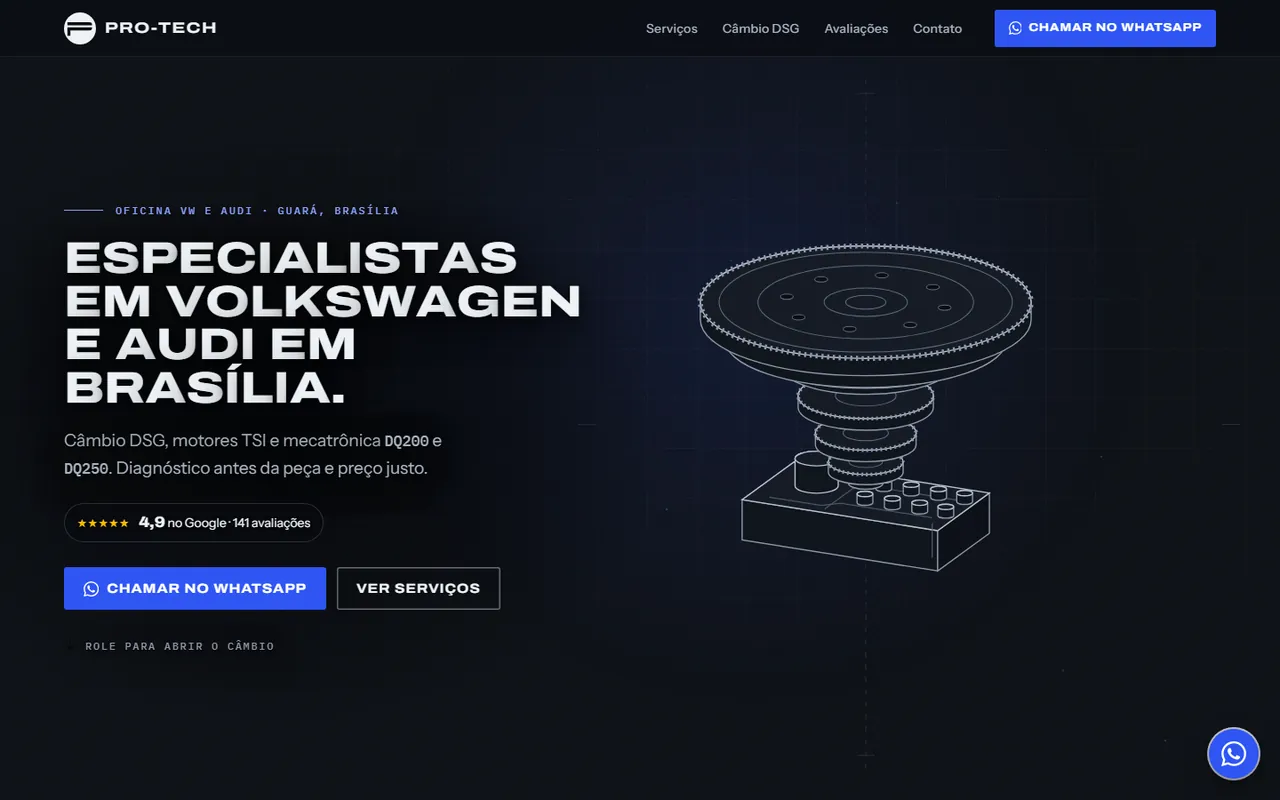 PRO-TECH
Serviços
Câmbio DSG
Avaliações
Contato
CHAMAR NO WHATSAPP
OFICINA VW E AUDI · GUARÁ, BRASÍLIA
ESPECIALISTAS
EM VOLKSWAGEN
E AUDI EM
BRASÍLIA.
Câmbio DSG, motores TSI e mecatrônica DQ200 e
DQ250. Diagnóstico antes da peça e preço justo.
★★★★★ 4,9 no Google · 141 avaliações
CHAMAR NO WHATSAPP
VER SERVIÇOS
ROLE PARA ABRIR O CÂMBIO